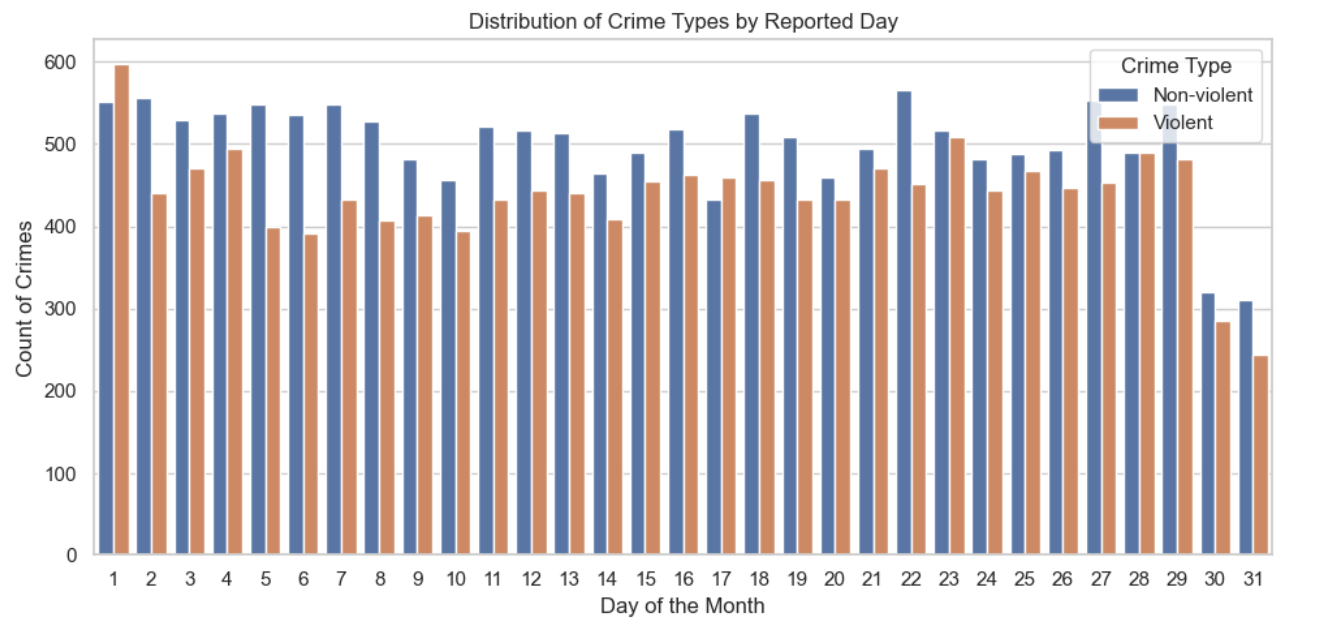 Distribution of Crime Types by Reported Day
Crime Type
Non-violent
Violent
600
500
400
300
200
100
0
Count of Crimes
1 2 3 4 5 6 7 8 9 10 11 12 13 14 15 16 17 18 19 20 21 22 23 24 25 26 27 28 29 30 31
Day of the Month